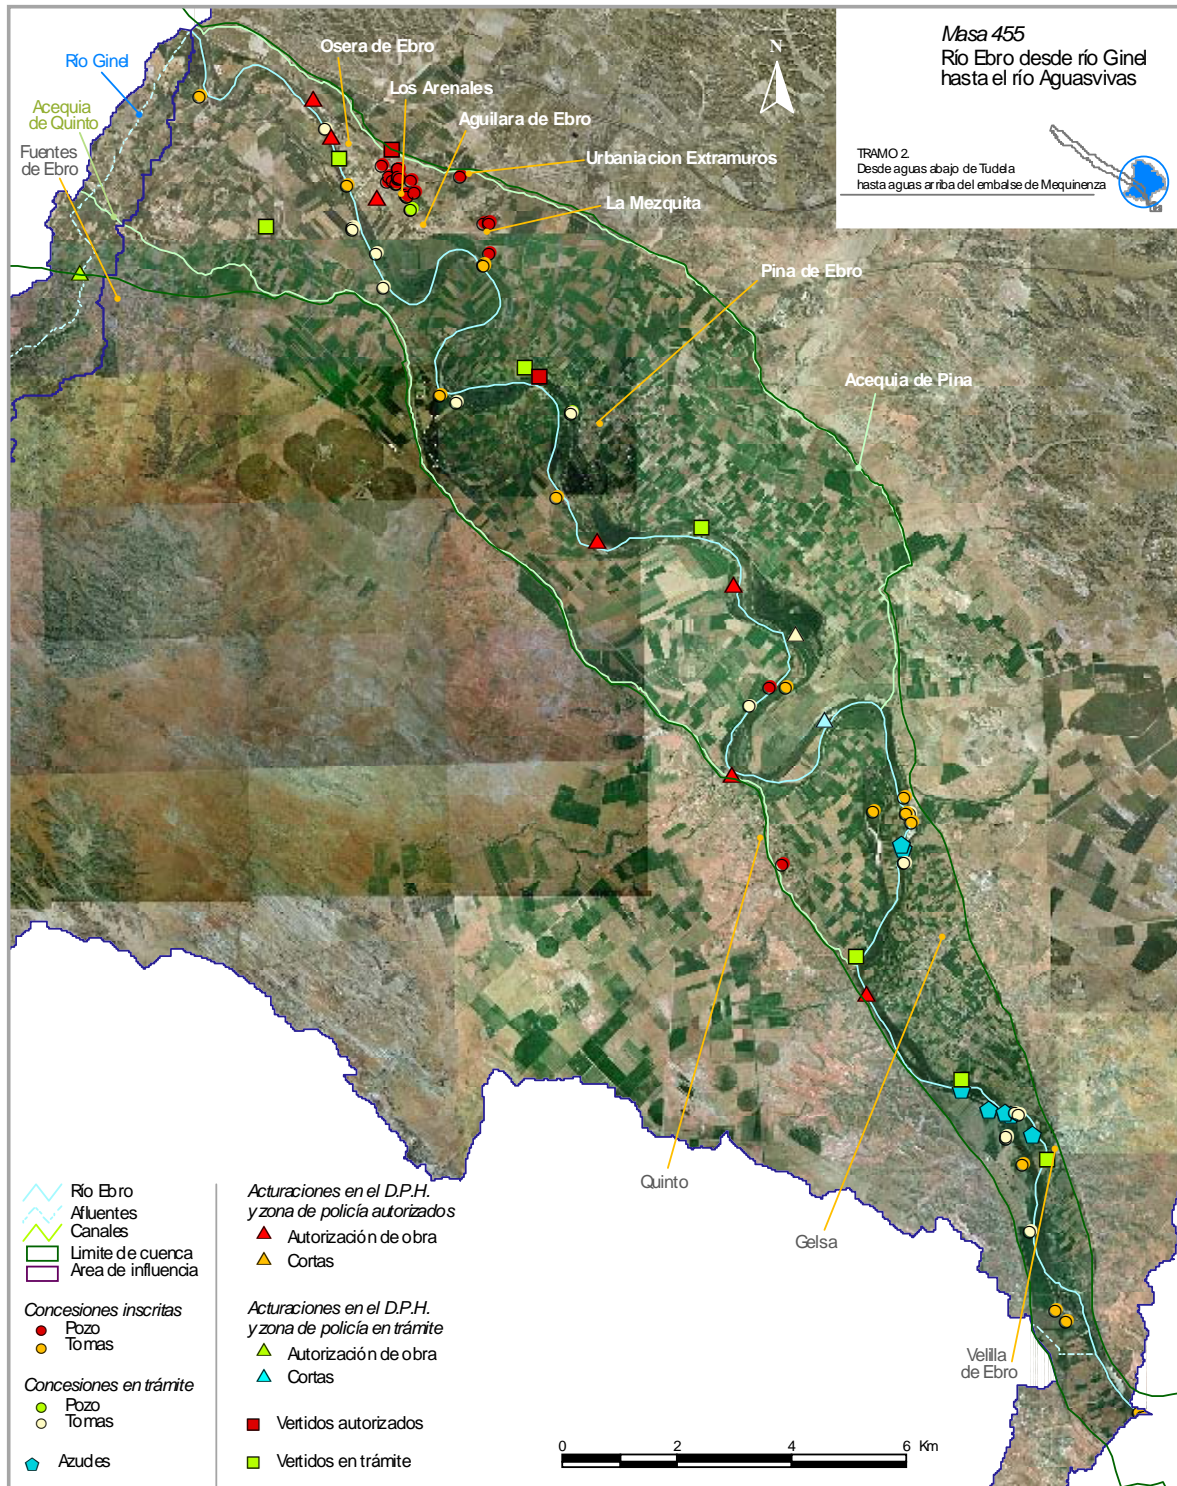 Masa 455
Río Ebro desde río Ginel
hasta el río Aguasvivas
TRAMO 2.
Desde aguas abajo de Tudela
hasta aguas arriba del embalse de Mequinenza
N
Osera de Ebro
Río Ginel
Los Arenales
Acequia
de Quinto
Aguilara de Ebro
Fuentes
de Ebro
Urbaniacion Extramuros
La Mezquita
Pina de Ebro
Acequia de Pina
Quinto
Gelsa
Velilla
de Ebro
Río Ebro
Afluentes
Canales
Limite de cuenca
Area de influencia
Concesiones inscritas
Pozo
Tomas
Concesiones en trámite
Pozo
Tomas
Azudes
Acturaciones en el D.P.H.
y zona de policía autorizados
Autorización de obra
Cortas
Acturaciones en el D.P.H.
y zona de policía en trámite
Autorización de obra
Cortas
Vertidos autorizados
Vertidos en trámite
0 2 4 6 Km